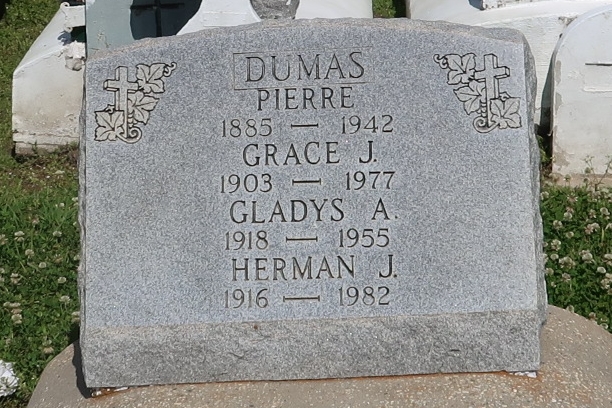 DUMAS
PIERRE
1885 — 1942
GRACE J.
1903 — 1977
GLADYS A.
1918 — 1955
HERMAN J.
1916 — 1982